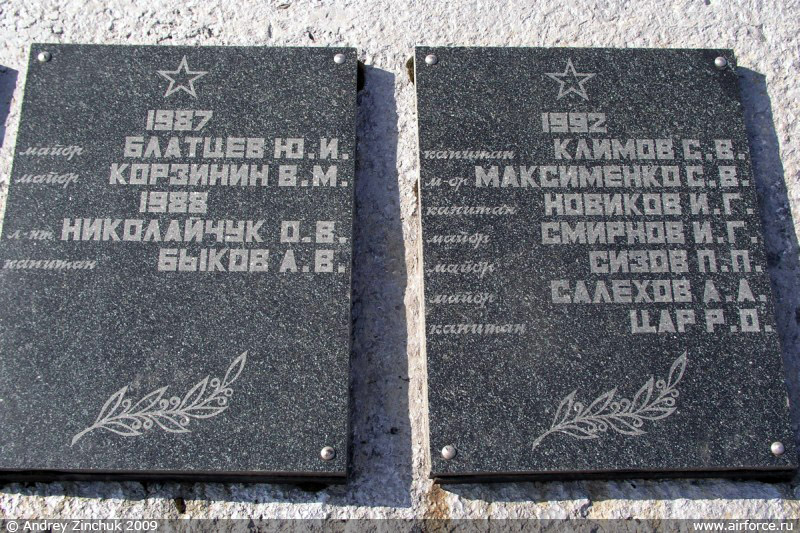 1987
майор БЛАТЦЕВ Ю.И.
майор КОРЗИНИН В.М.
1988
л-нт НИКОЛАЙЧУК О.В.
капитан БЫКОВ А.В.
1992
капитан КЛИМОВ С.В.
м-ор МАКСИМЕНКО С.В.
капитан НОВИКОВ И.Г.
майор СМИРНОВ И.Г.
майор СИЗОВ П.П.
майор САЛЕХОВ А.А.
капитан ЦАР Р.О.
© Andrey Zinchuk 2009
www.airforce.ru